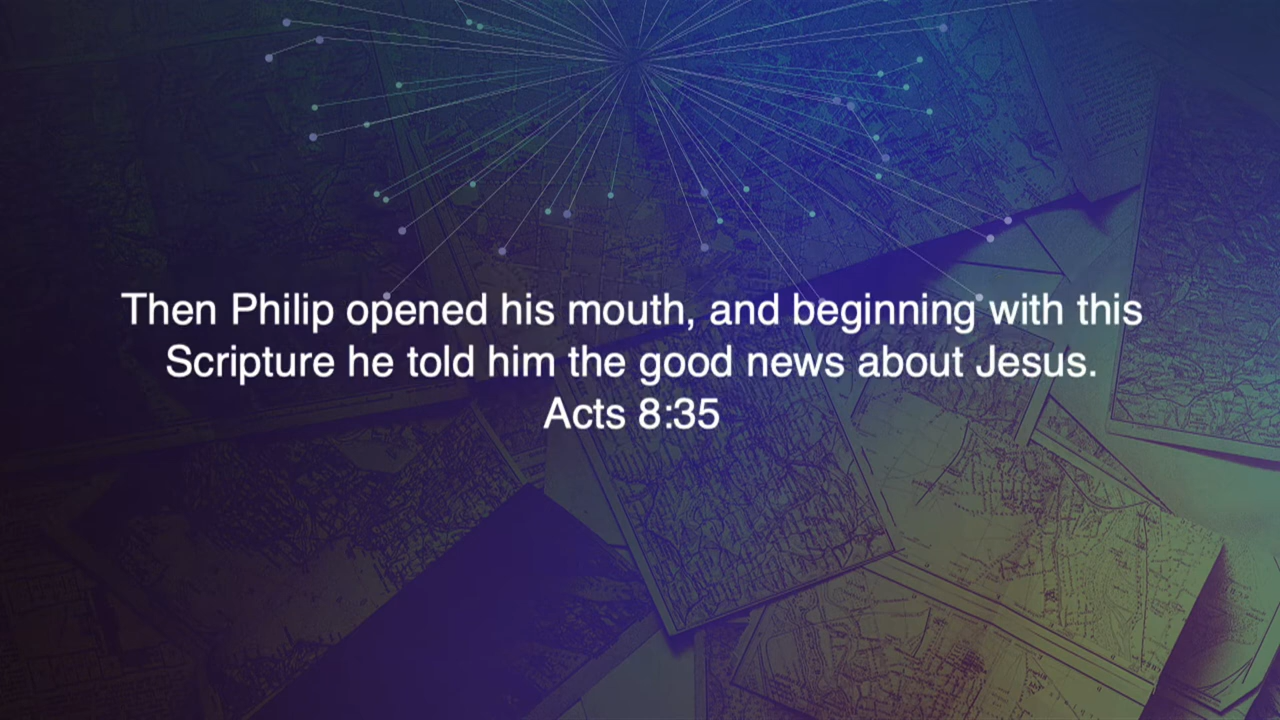 Then Philip opened his mouth, and beginning with this
Scripture he told him the good news about Jesus.
Acts 8:35